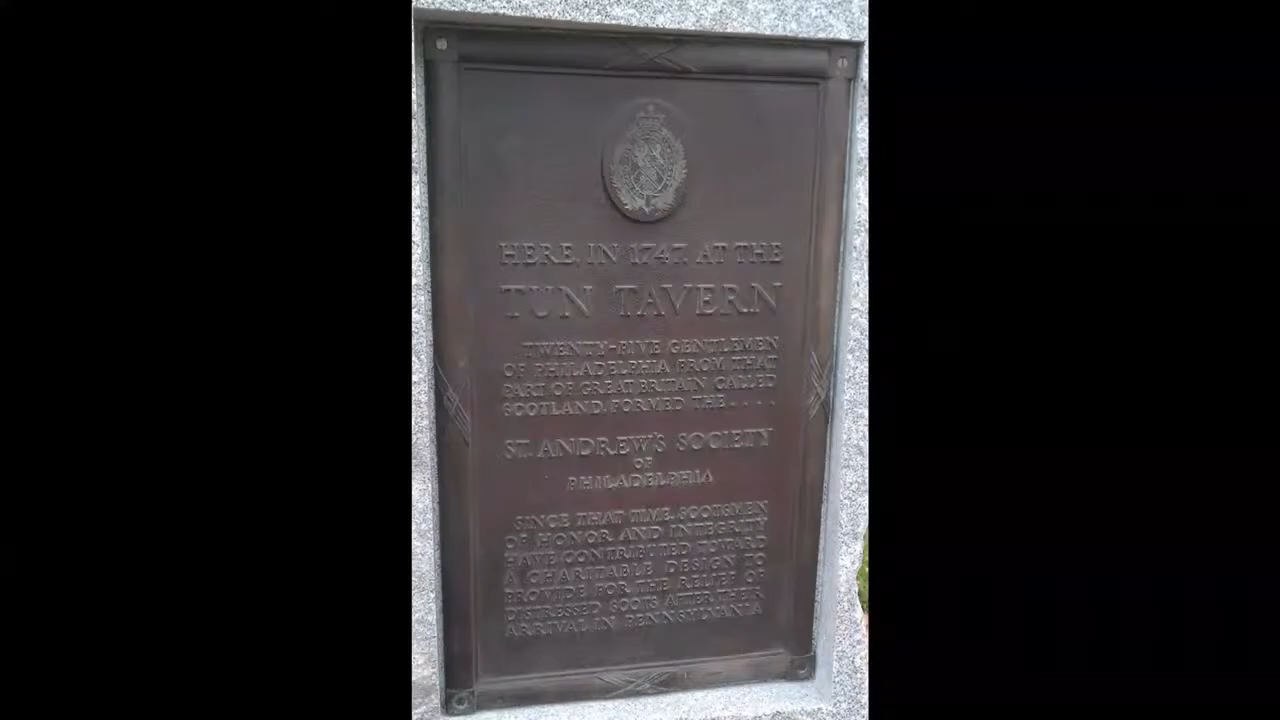 HERE, IN 1747, AT THE
TUN TAVERN
TWENTY-FIVE GENTLEMEN
OF PHILADELPHIA FROM THAT
PART OF GREAT BRITAIN CALLED
SCOTLAND, FORMED THE - - - -
ST. ANDREW'S SOCIETY
OF
PHILADELPHIA
SINCE THAT TIME, SCOTSMEN
OF HONOR AND INTEGRITY
HAVE CONTRIBUTED TOWARD
A CHARITABLE DESIGN TO
PROVIDE FOR THE RELIEF OF
DISTRESSED SCOTS AFTER THEIR
ARRIVAL IN PENNSYLVANIA